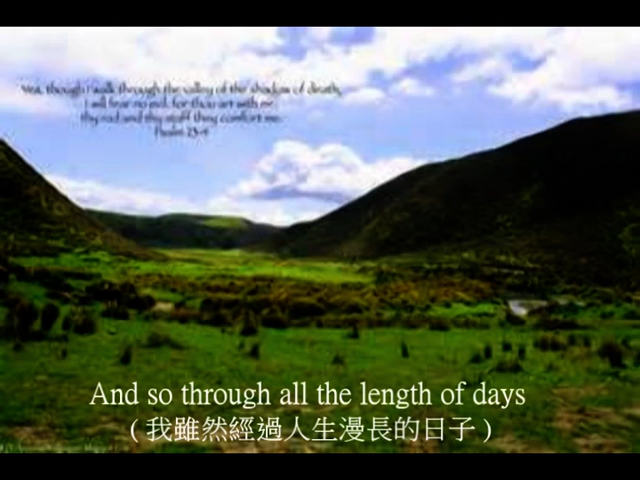 Yea, though I walk through the valley of the shadow of death,
I will fear no evil, for thou art with me
thy rod and thy staff they comfort me.
Psalm 23:4
And so through all the length of days
( 我雖然經過人生漫長的日子 )